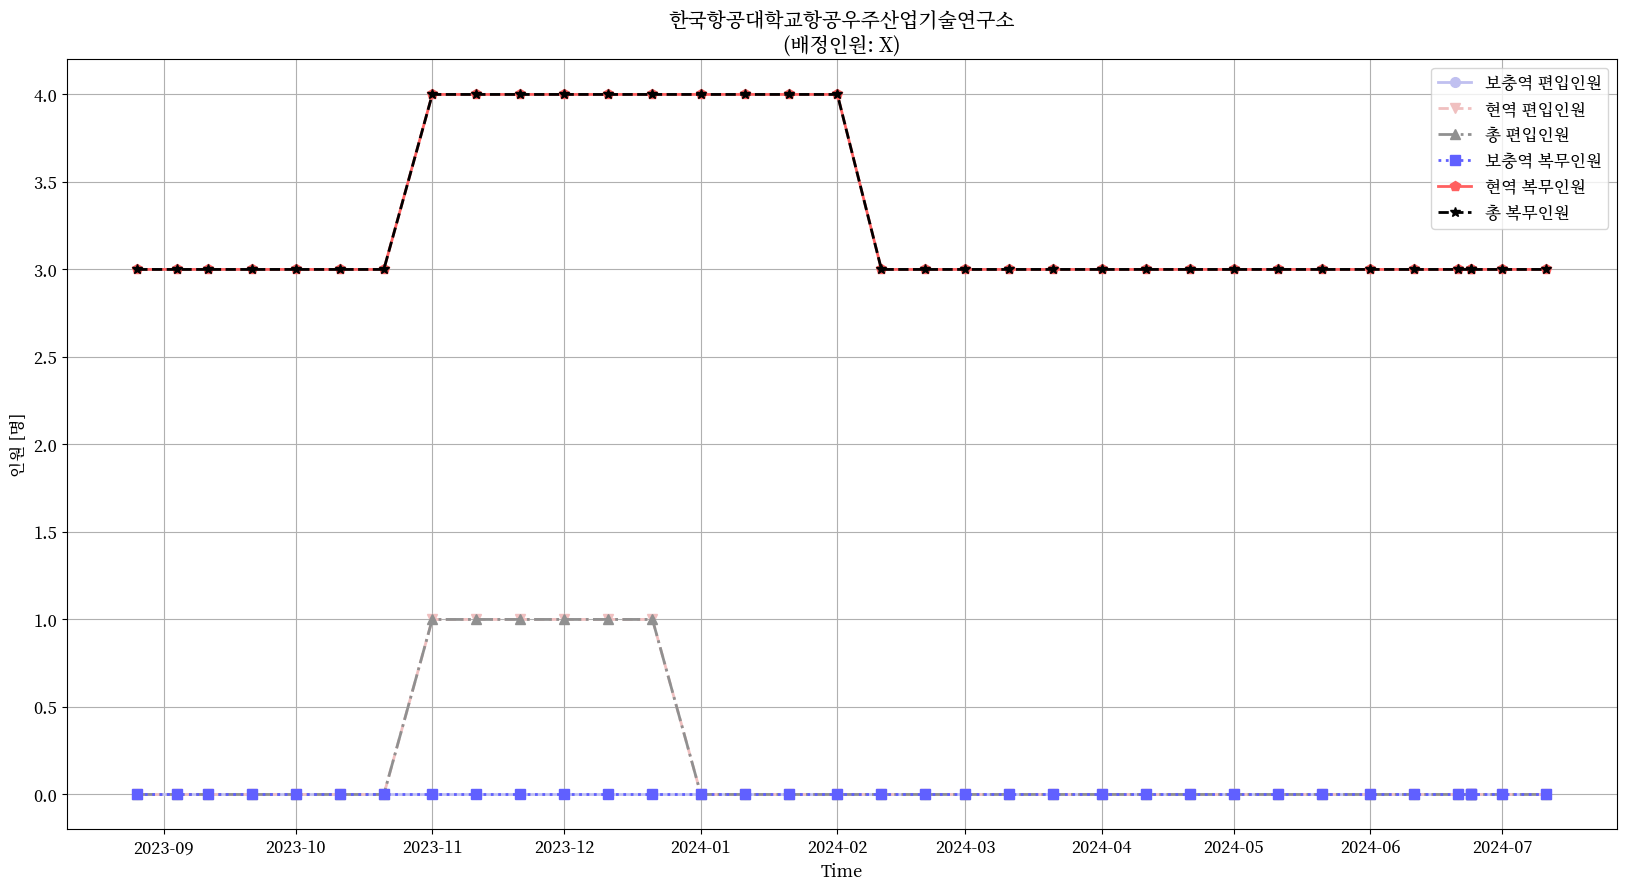 한국항공대학교항공우주산업기술연구소
(배정인원: X)
보충역 편입인원
현역 편입인원
총 편입인원
보충역 복무인원
현역 복무인원
총 복무인원
인원 [명]
4.0
3.5
3.0
2.5
2.0
1.5
1.0
0.5
0.0
2023-09
2023-10
2023-11
2023-12
2024-01
2024-02
2024-03
2024-04
2024-05
2024-06
2024-07
Time